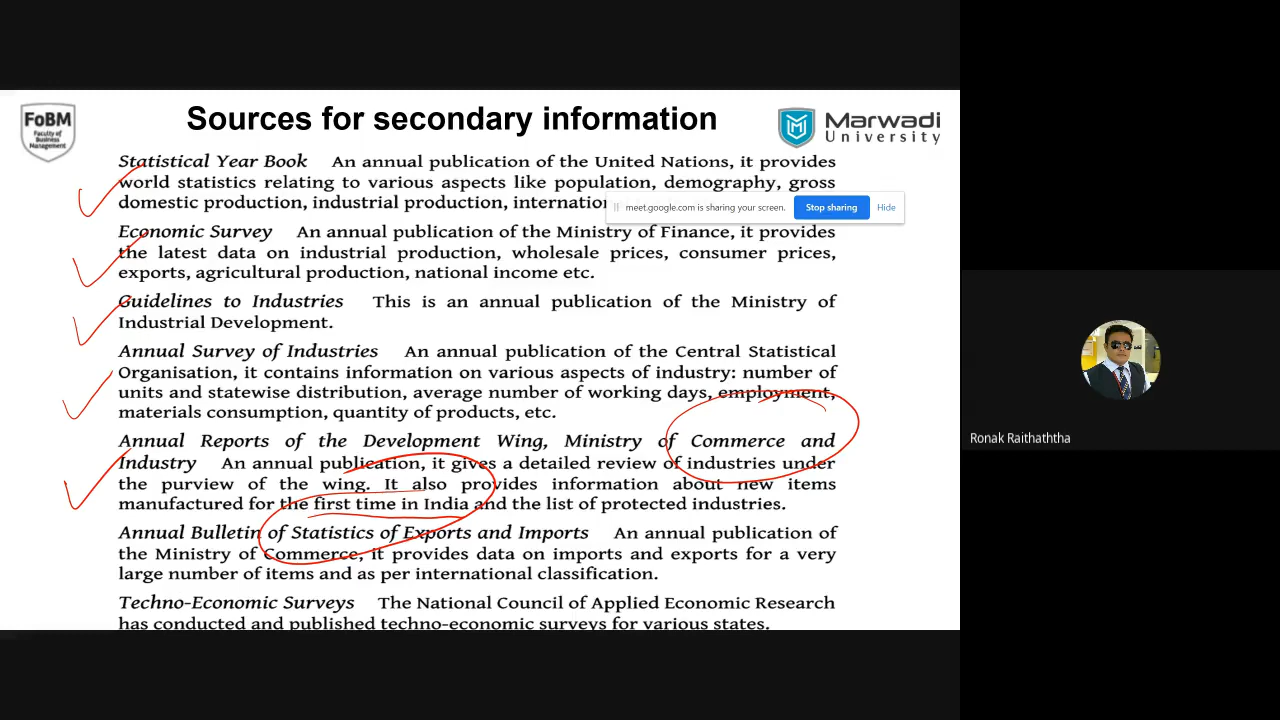 FoBM
Faculty of
Business
Management
Sources for secondary information
Marwadi
University
Statistical Year Book An annual publication of the United Nations, it provides
world statistics relating to various aspects like population, demography, gross
domestic production, industrial production, internation
meet.google.com is sharing your screen. Stop sharing Hide
Economic Survey An annual publication of the Ministry of Finance, it provides
the latest data on industrial production, wholesale prices, consumer prices,
exports, agricultural production, national income etc.
Guidelines to Industries This is an annual publication of the Ministry of
Industrial Development.
Annual Survey of Industries An annual publication of the Central Statistical
Organisation, it contains information on various aspects of industry: number of
units and statewise distribution, average number of working days, employment,
materials consumption, quantity of products, etc.
Annual Reports of the Development Wing, Ministry of Commerce and
Industry An annual publication, it gives a detailed review of industries under
the purview of the wing. It also provides information about new items
manufactured for the first time in India and the list of protected industries.
Annual Bulletin of Statistics of Exports and Imports An annual publication of
the Ministry of Commerce, it provides data on imports and exports for a very
large number of items and as per international classification.
Techno-Economic Surveys The National Council of Applied Economic Research
has conducted and published techno-economic surveys for various states.
Ronak Raithaththa